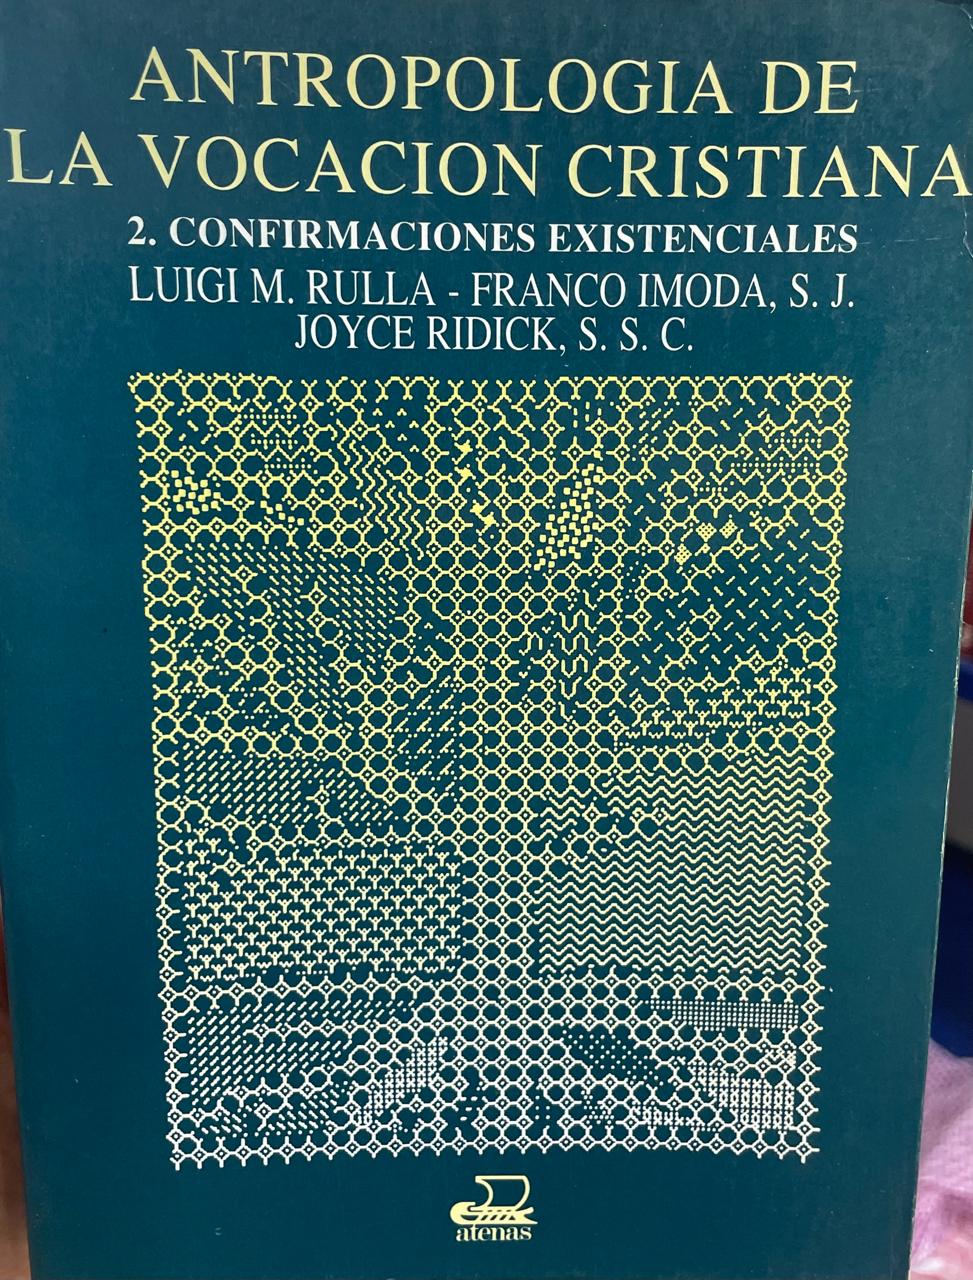 ANTROPOLOGIA DE
LA VOCACION CRISTIANA
2. CONFIRMACIONES EXISTENCIALES
LUIGI M. RULLA - FRANCO IMODA, S. J.
JOYCE RIDICK, S. S. C.
atenas